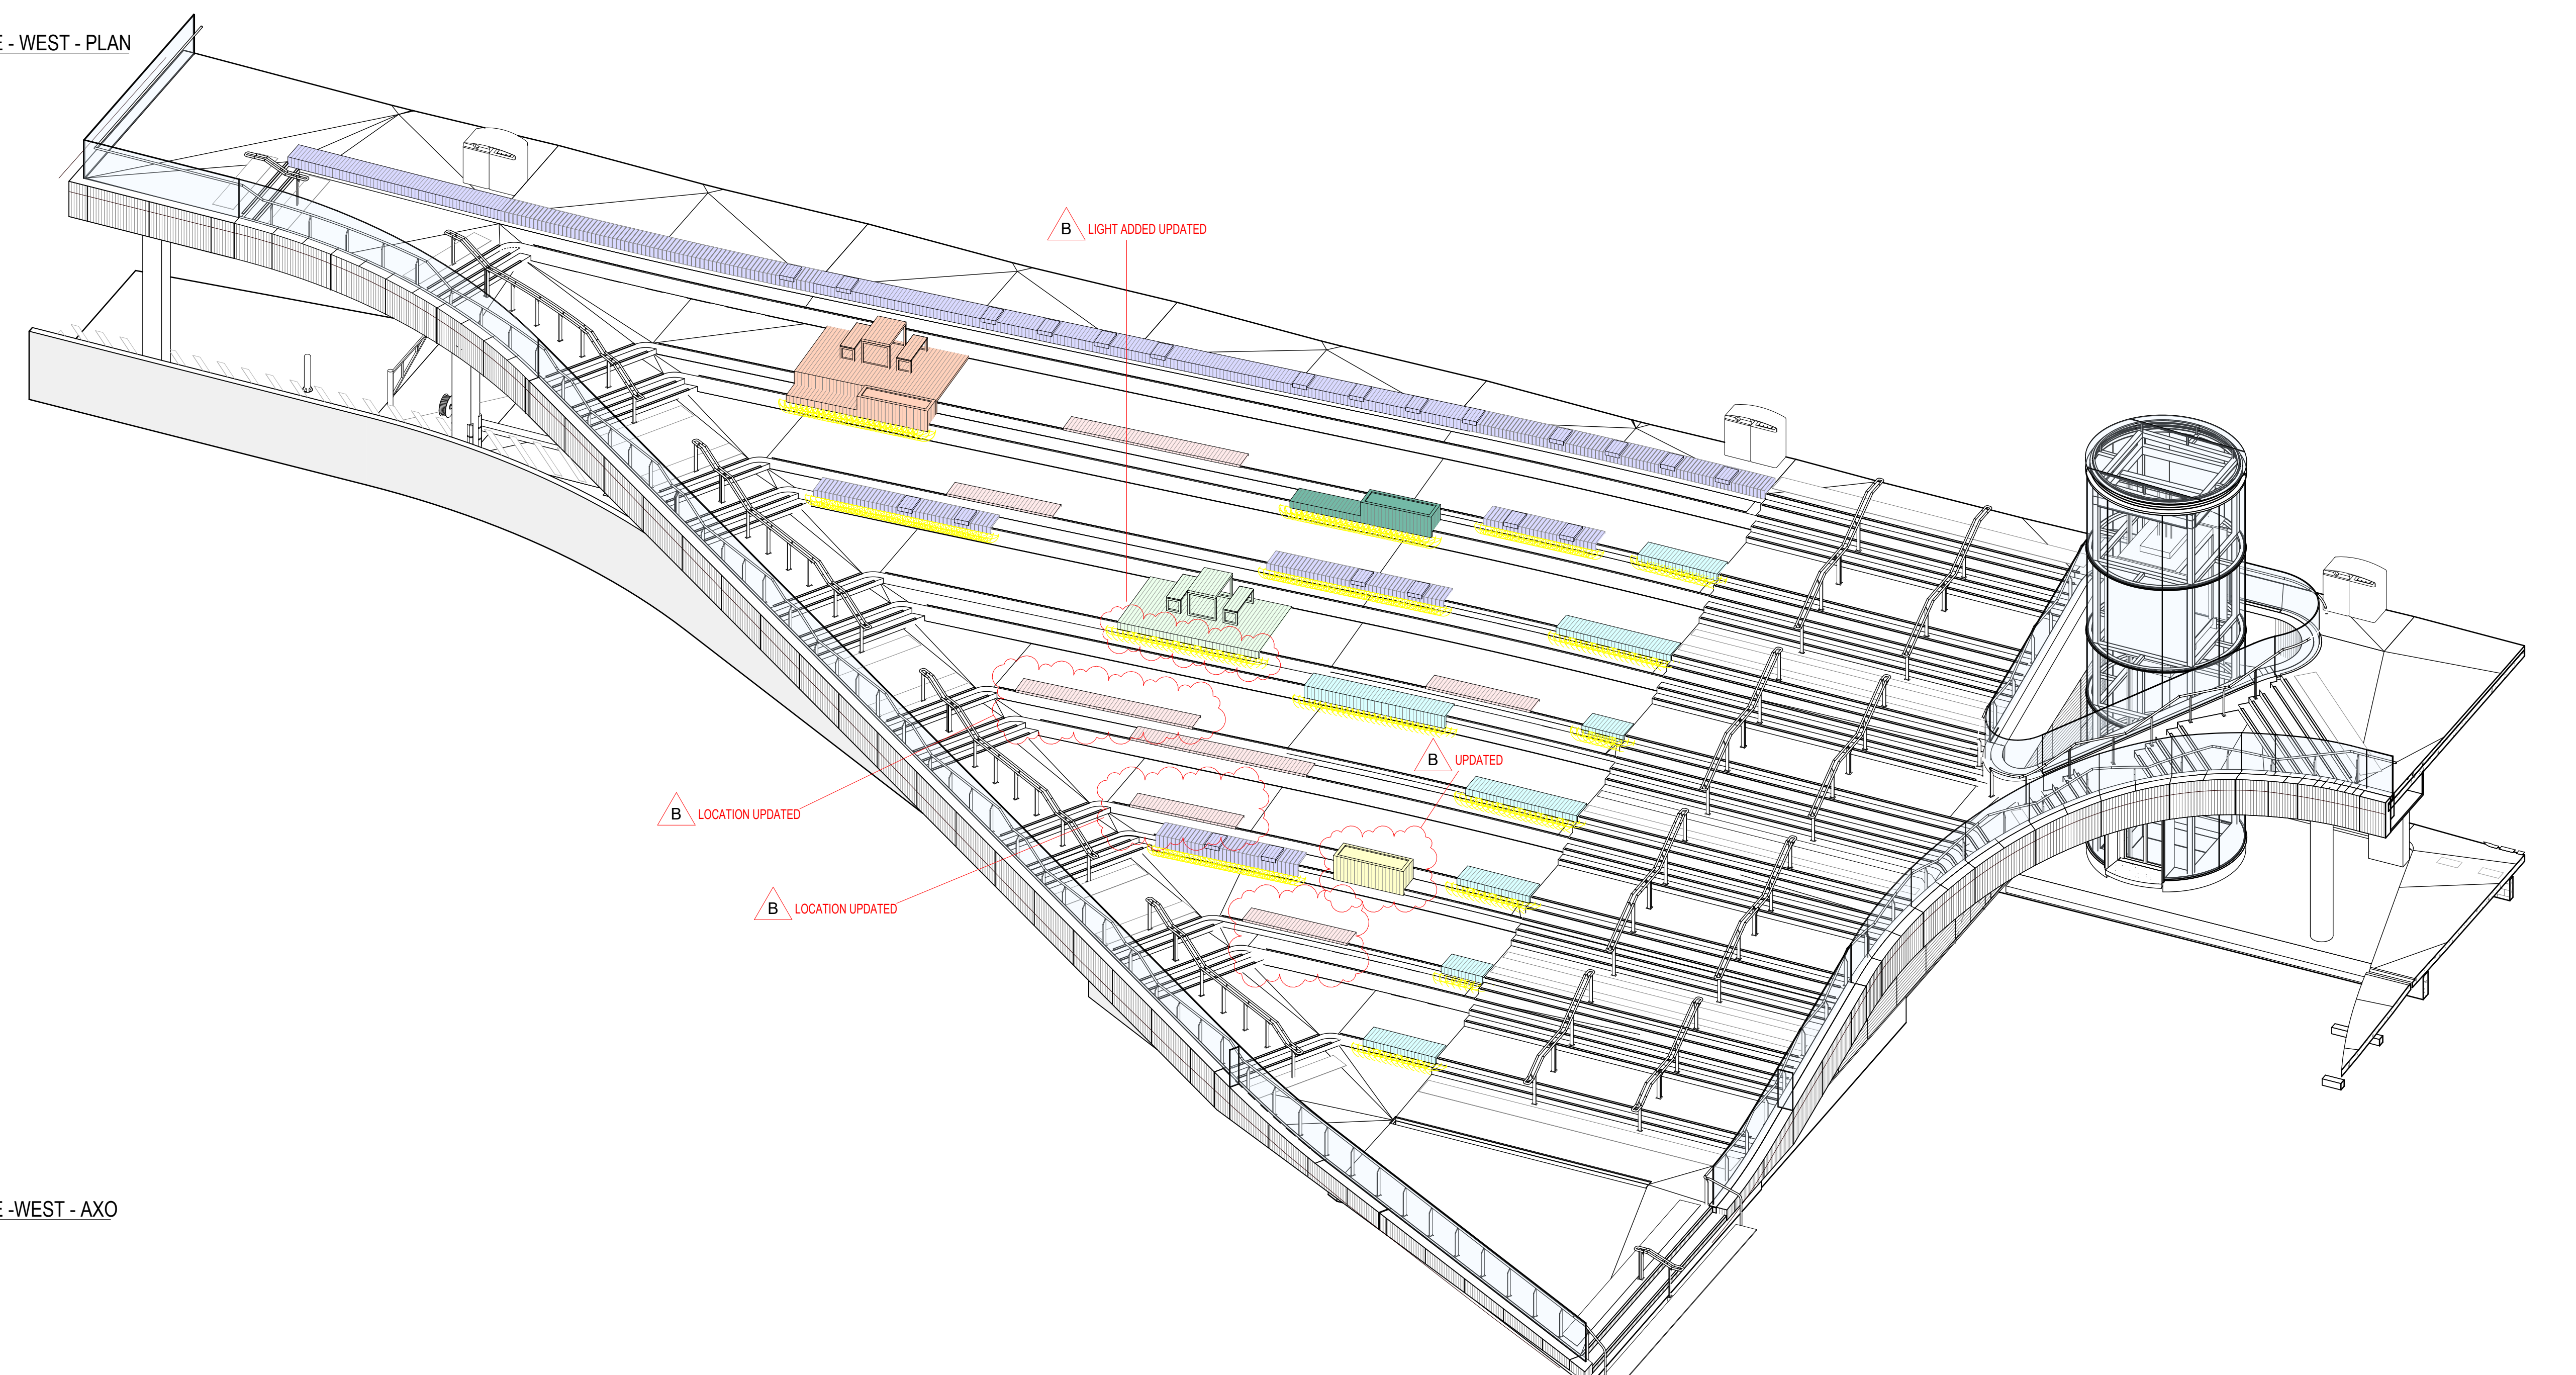 E - WEST - PLAN
B LIGHT ADDED UPDATED
B UPDATED
B LOCATION UPDATED
B LOCATION UPDATED
E -WEST - AXO